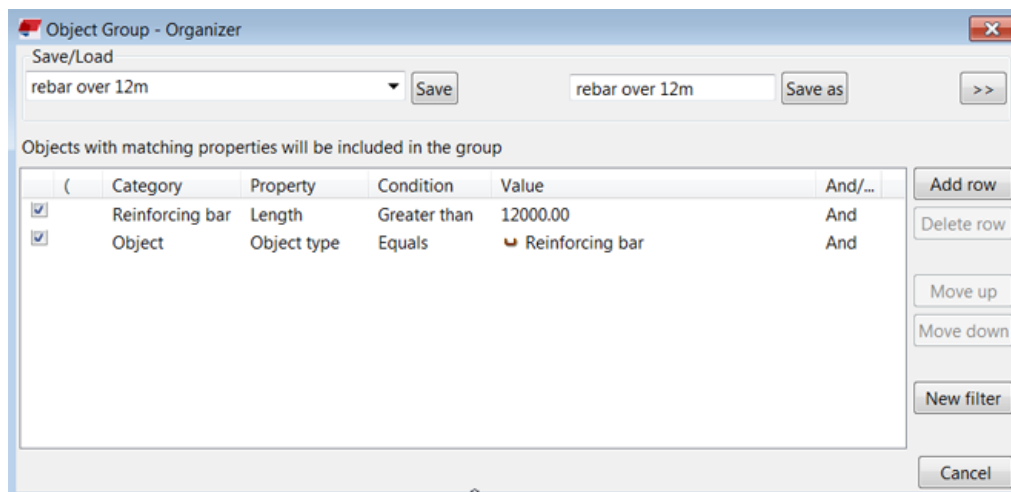 Object Group - Organizer
Save/Load
rebar over 12m Save rebar over 12m Save as >>
Objects with matching properties will be included in the group
( Category Property Condition Value And/...
Reinforcing bar Length Greater than 12000.00 And
Object Object type Equals Reinforcing bar And
Add row
Delete row
Move up
Move down
New filter
Cancel